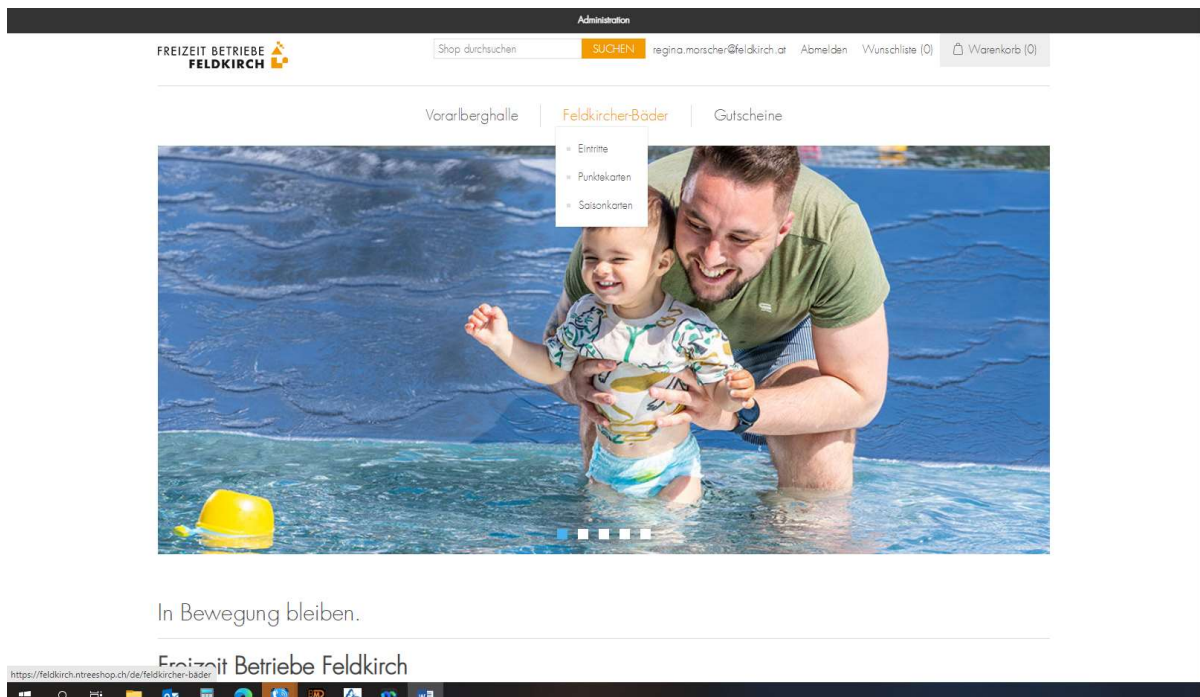 Administration
FREIZEIT BETRIEBE
FELDKIRCH
Shop durchsuchen
SUCHEN
regina.morscher@feldkirch.at
Abmelden
Wunschliste (0)
Warenkorb (0)
Vorarlberghalle
Feldkircher-Bäder
Gutscheine
Eintritte
Punktekarten
Saisonkarten
In Bewegung bleiben.
Freizeit Betriebe Feldkirch
https://feldkirch.ntreeshop.ch/de/feldkircher-bäder